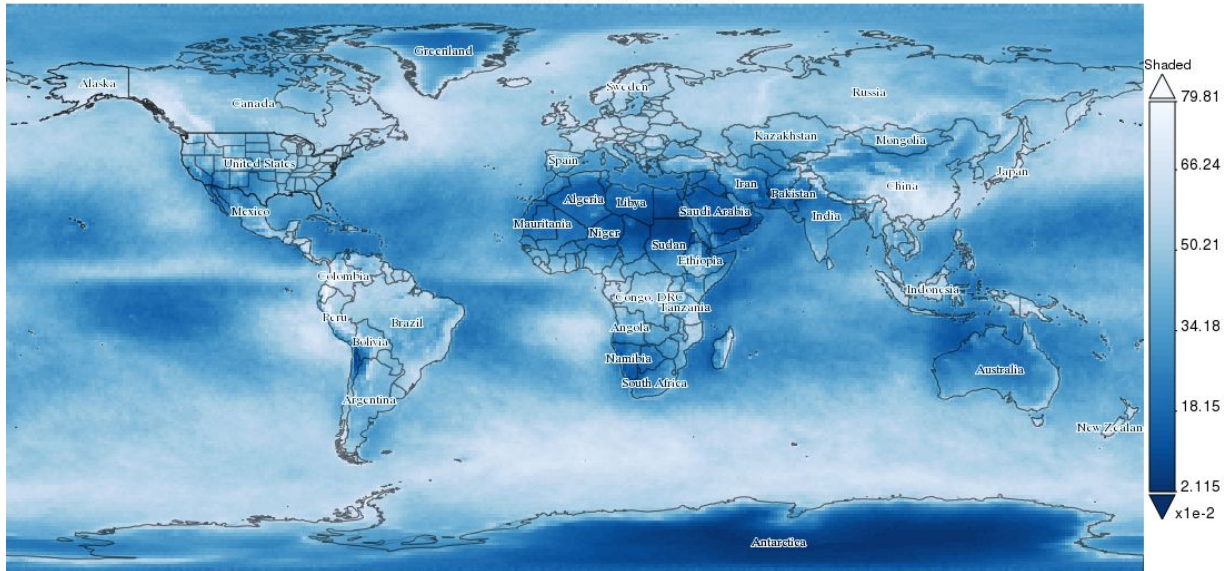 Shaded
79.81
66.24
50.21
34.18
18.15
2.115
x1e-2
Greenland
Alaska
Canada
Sweden
Russia
Kazakhstan
Mongolia
United States
Spain
Japan
China
Iran
Pakistan
Algeria
Libya
Saudi Arabia
Mexico
India
Mauritania
Niger
Sudan
Ethiopia
Colombia
Congo, DRC
Indonesia
Tanzania
Peru
Brazil
Angola
Bolivia
Namibia
Australia
South Africa
Argentina
New Zealan
Antarctica